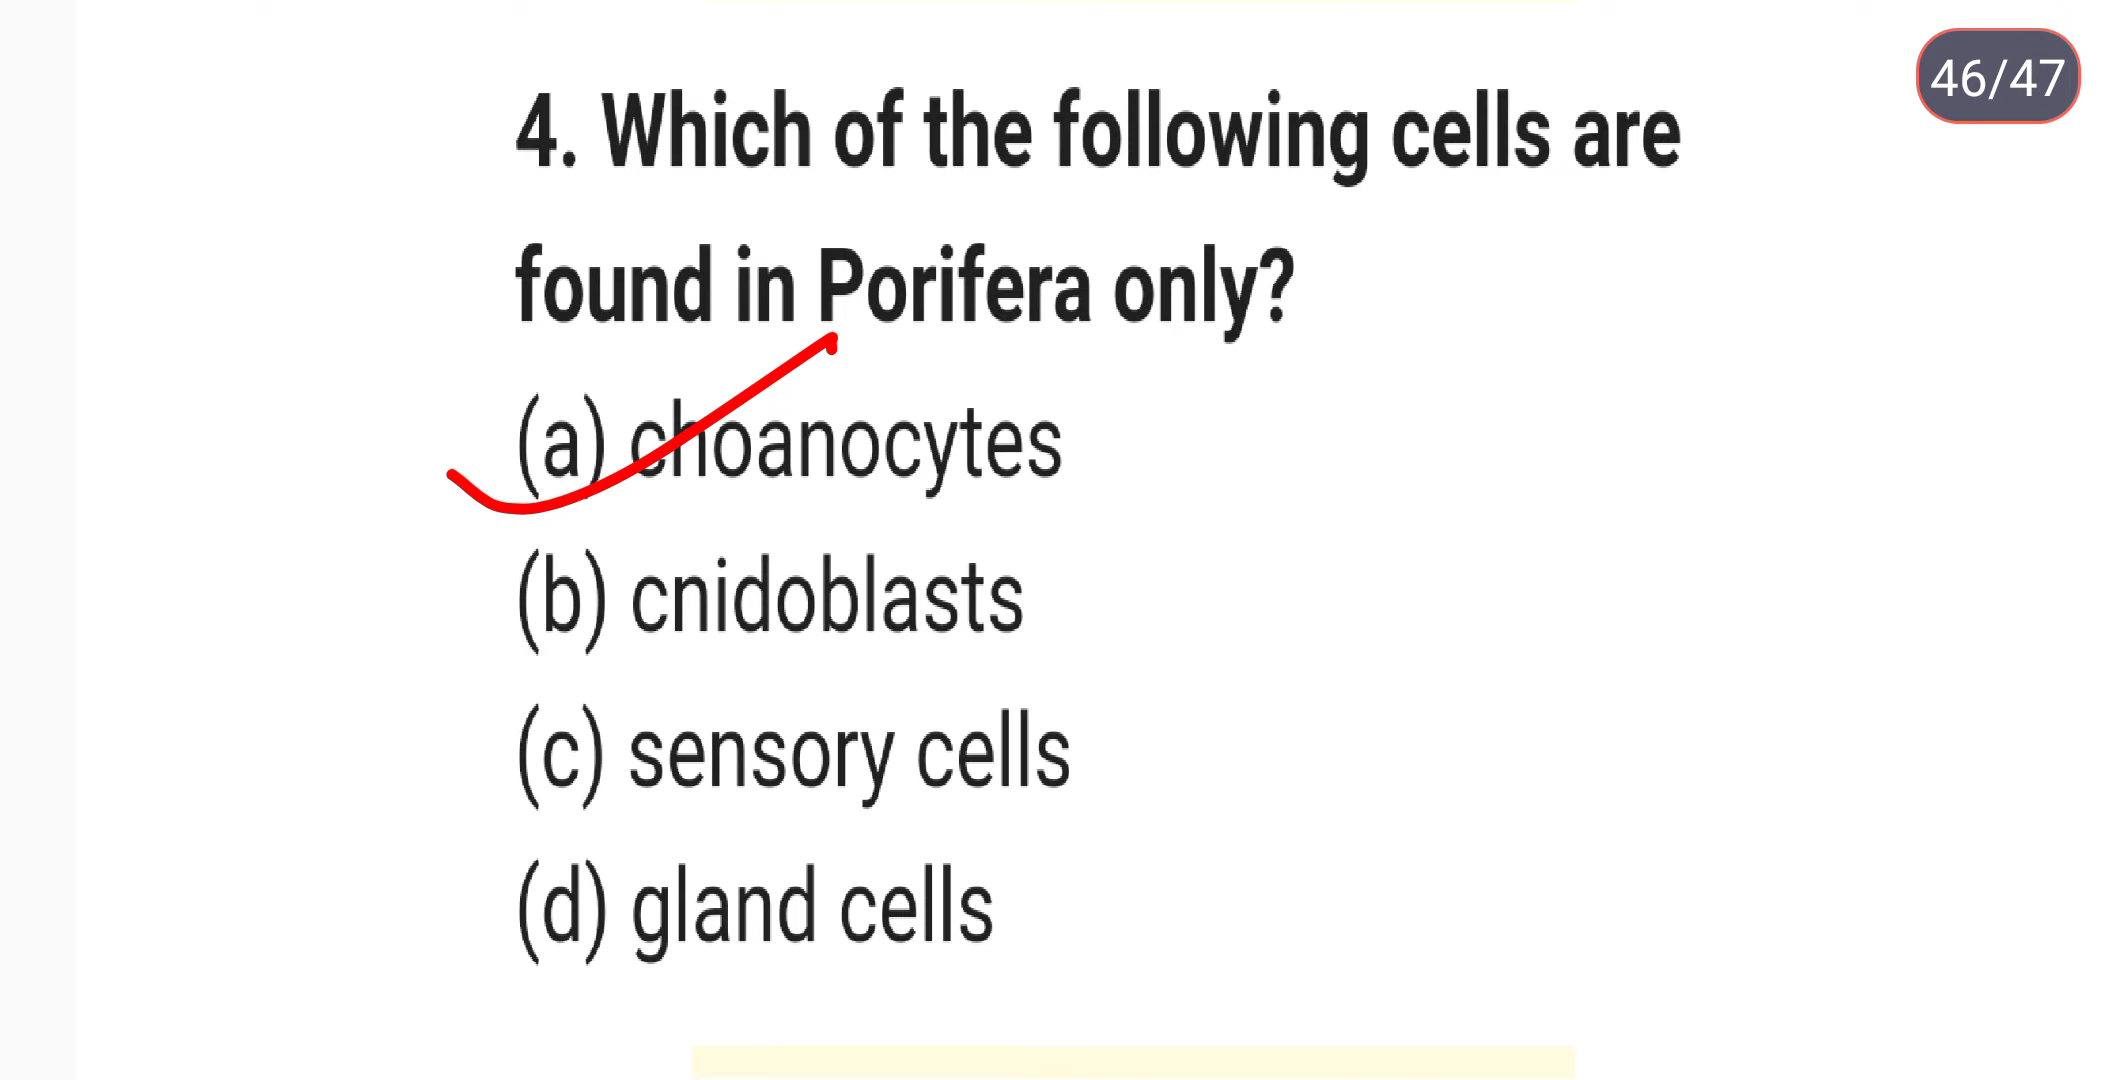 46/47
4. Which of the following cells are
found in Porifera only?
(a) choanocytes
(b) cnidoblasts
(c) sensory cells
(d) gland cells